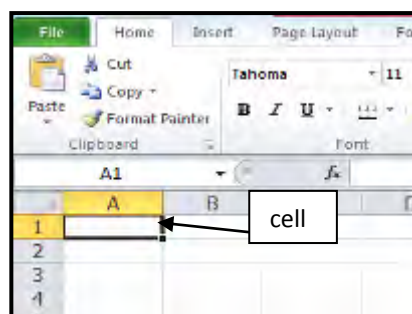 File Home Insert Page Layout Fo
Cut
Copy
Format Painter
Paste
Clipboard
Tahoma 11
B I U
Font
A1 fx
A B
cell
1
2
3
4